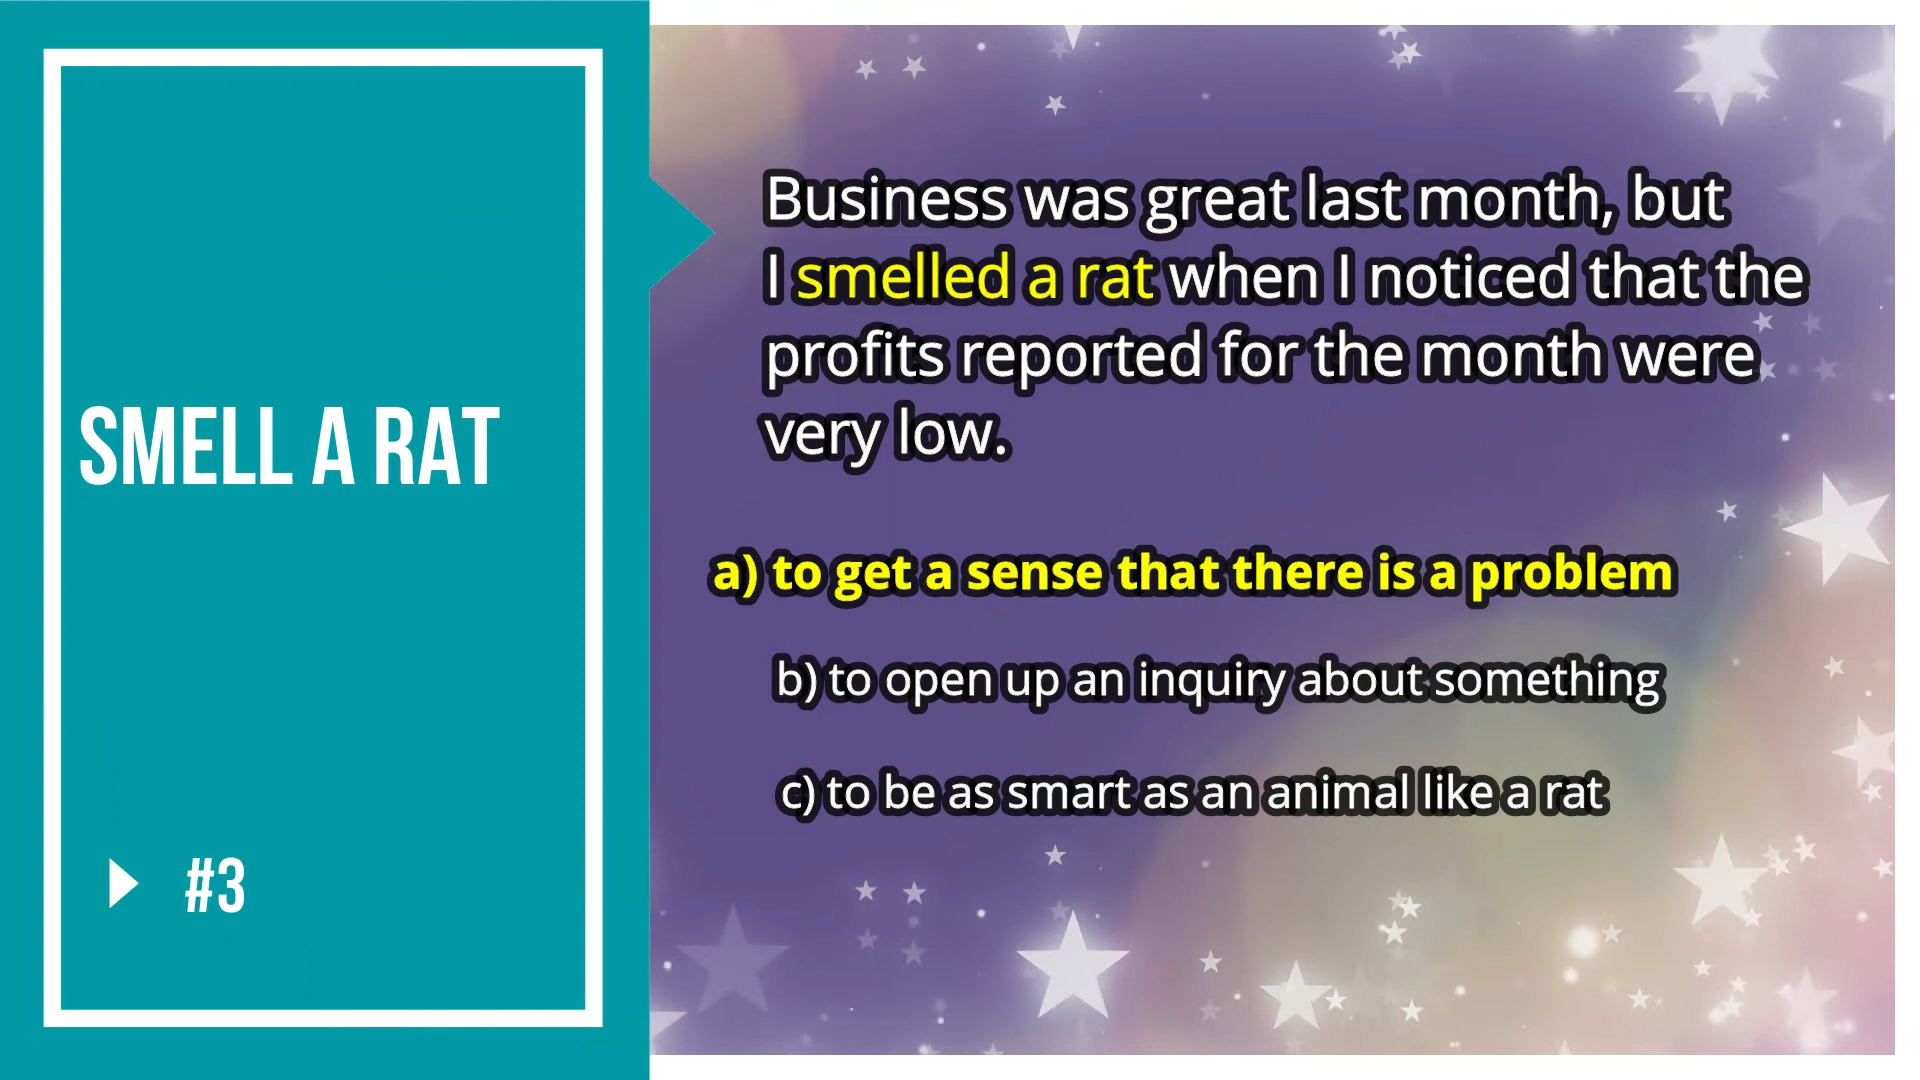 SMELL A RAT
#3
Business was great last month, but
I smelled a rat when I noticed that the
profits reported for the month were
very low.
a) to get a sense that there is a problem
b) to open up an inquiry about something
c) to be as smart as an animal like a rat